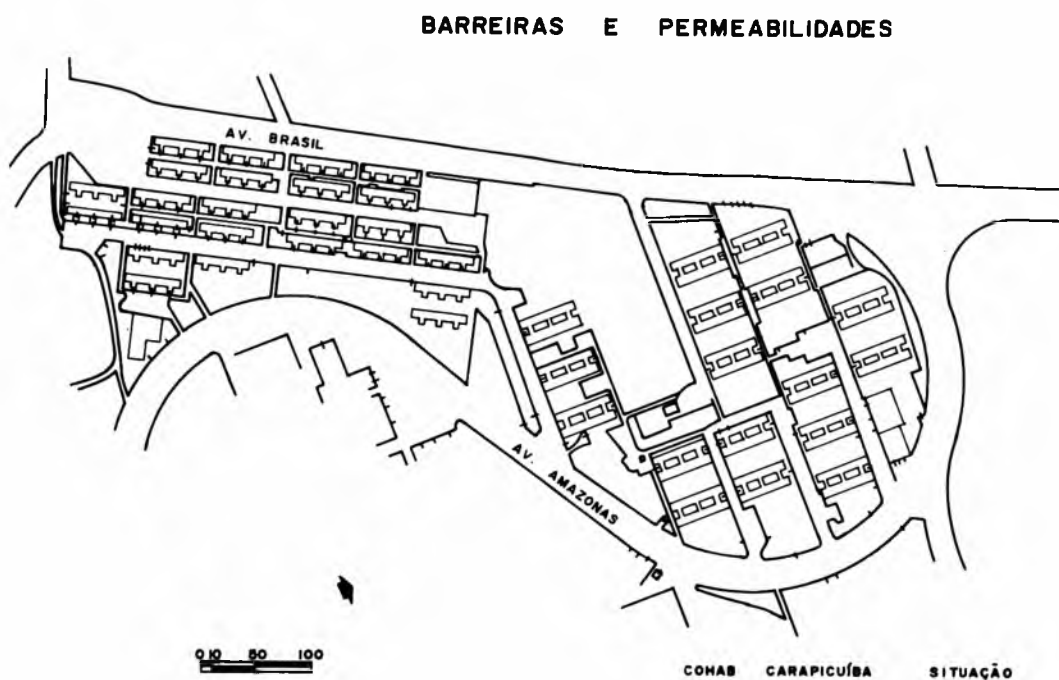 BARREIRAS E PERMEABILIDADES
AV. BRASIL
AV. AMAZONAS
0 10 50 100
COHAB CARAPICUÍBA SITUAÇÃO